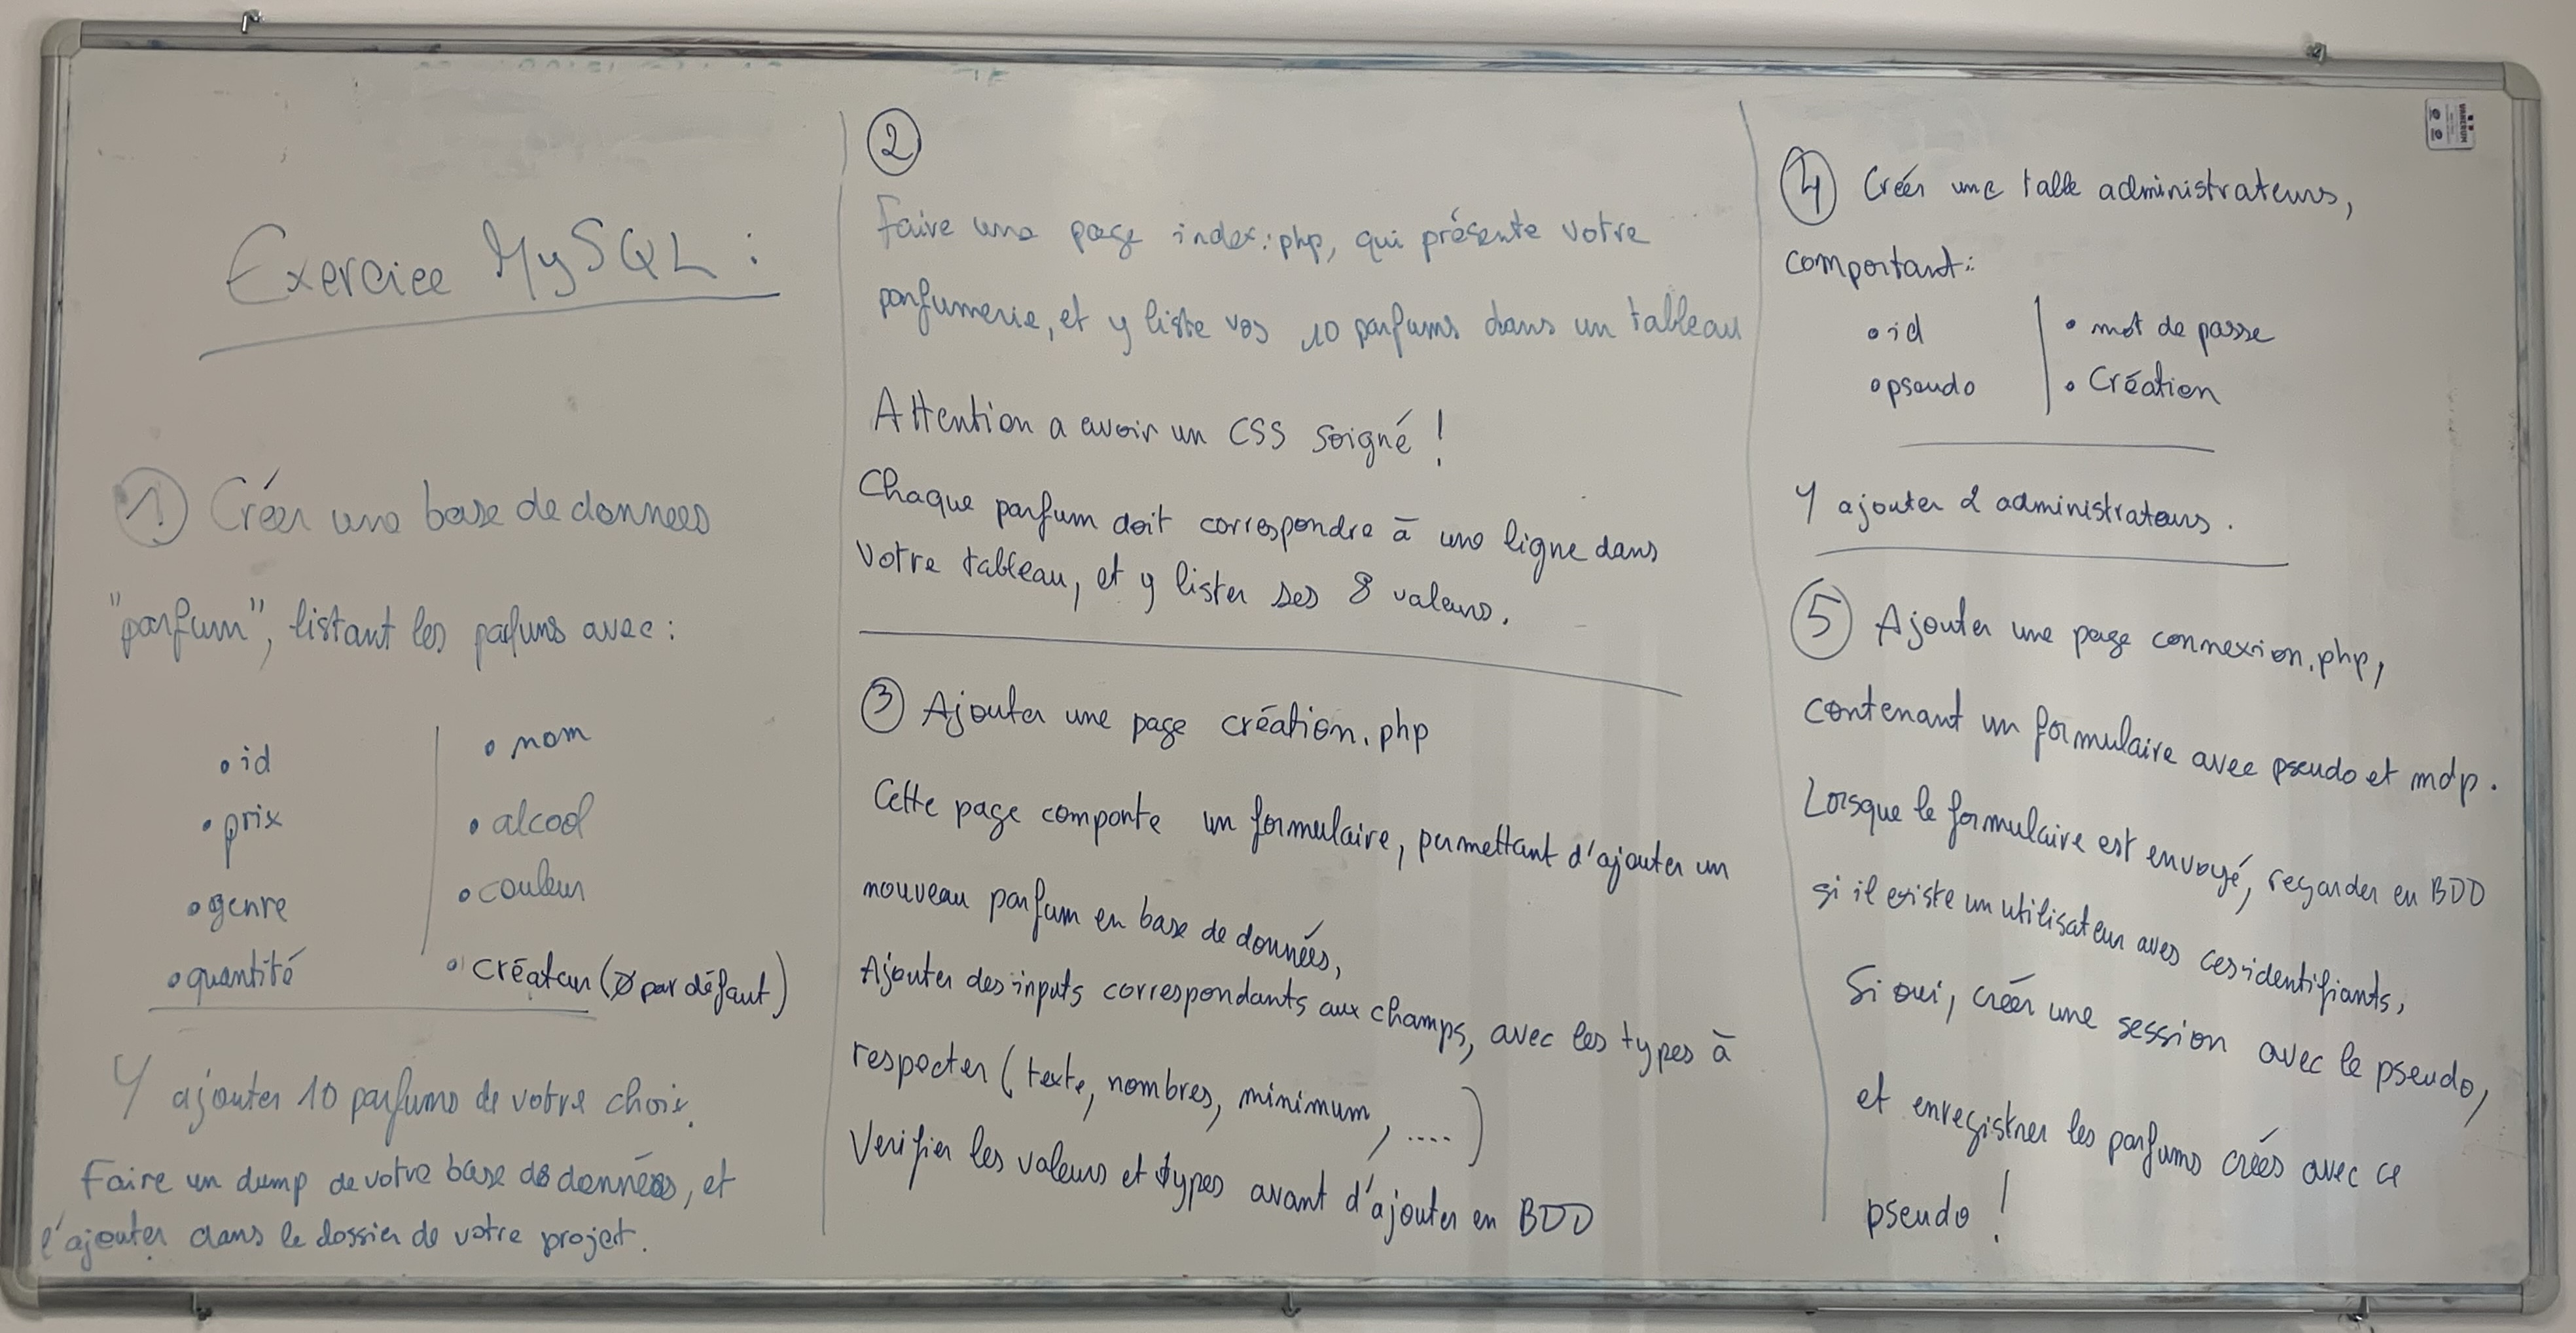 Exercice MySQL :
① Créer une base de données
"parfum", listant les parfums avec :
• id
• prix
• genre
• quantité
• nom
• alcool
• couleur
• créateur (∅ par défaut)
Y ajouter 10 parfums de votre choix.
Faire un dump de votre base de données, et
l'ajouter dans le dossier de votre projet.
②
Faire une page index.php, qui présente votre
parfumerie, et y liste vos 10 parfums dans un tableau
Attention a avoir un CSS soigné !
Chaque parfum doit correspondre à une ligne dans
votre tableau, et y lister ses 8 valeurs.
③ Ajouter une page création.php
Cette page comporte un formulaire, permettant d'ajouter un
nouveau parfum en base de données,
Ajouter des inputs correspondants aux champs, avec les types à
respecter (texte, nombres, minimum, ....)
Verifier les valeurs et types avant d'ajouter en BDD
④ Créer une table administrateurs,
comportant :
• id
• pseudo
• mot de passe
• Création
Y ajouter 2 administrateurs.
⑤ Ajouter une page connexion.php,
contenant un formulaire avec pseudo et mdp.
Lorsque le formulaire est envoyé, regarder en BDD
si il existe un utilisateur avec ces identifiants,
Si oui, créer une session avec le pseudo,
et enregistrer les parfums créés avec ce
pseudo !